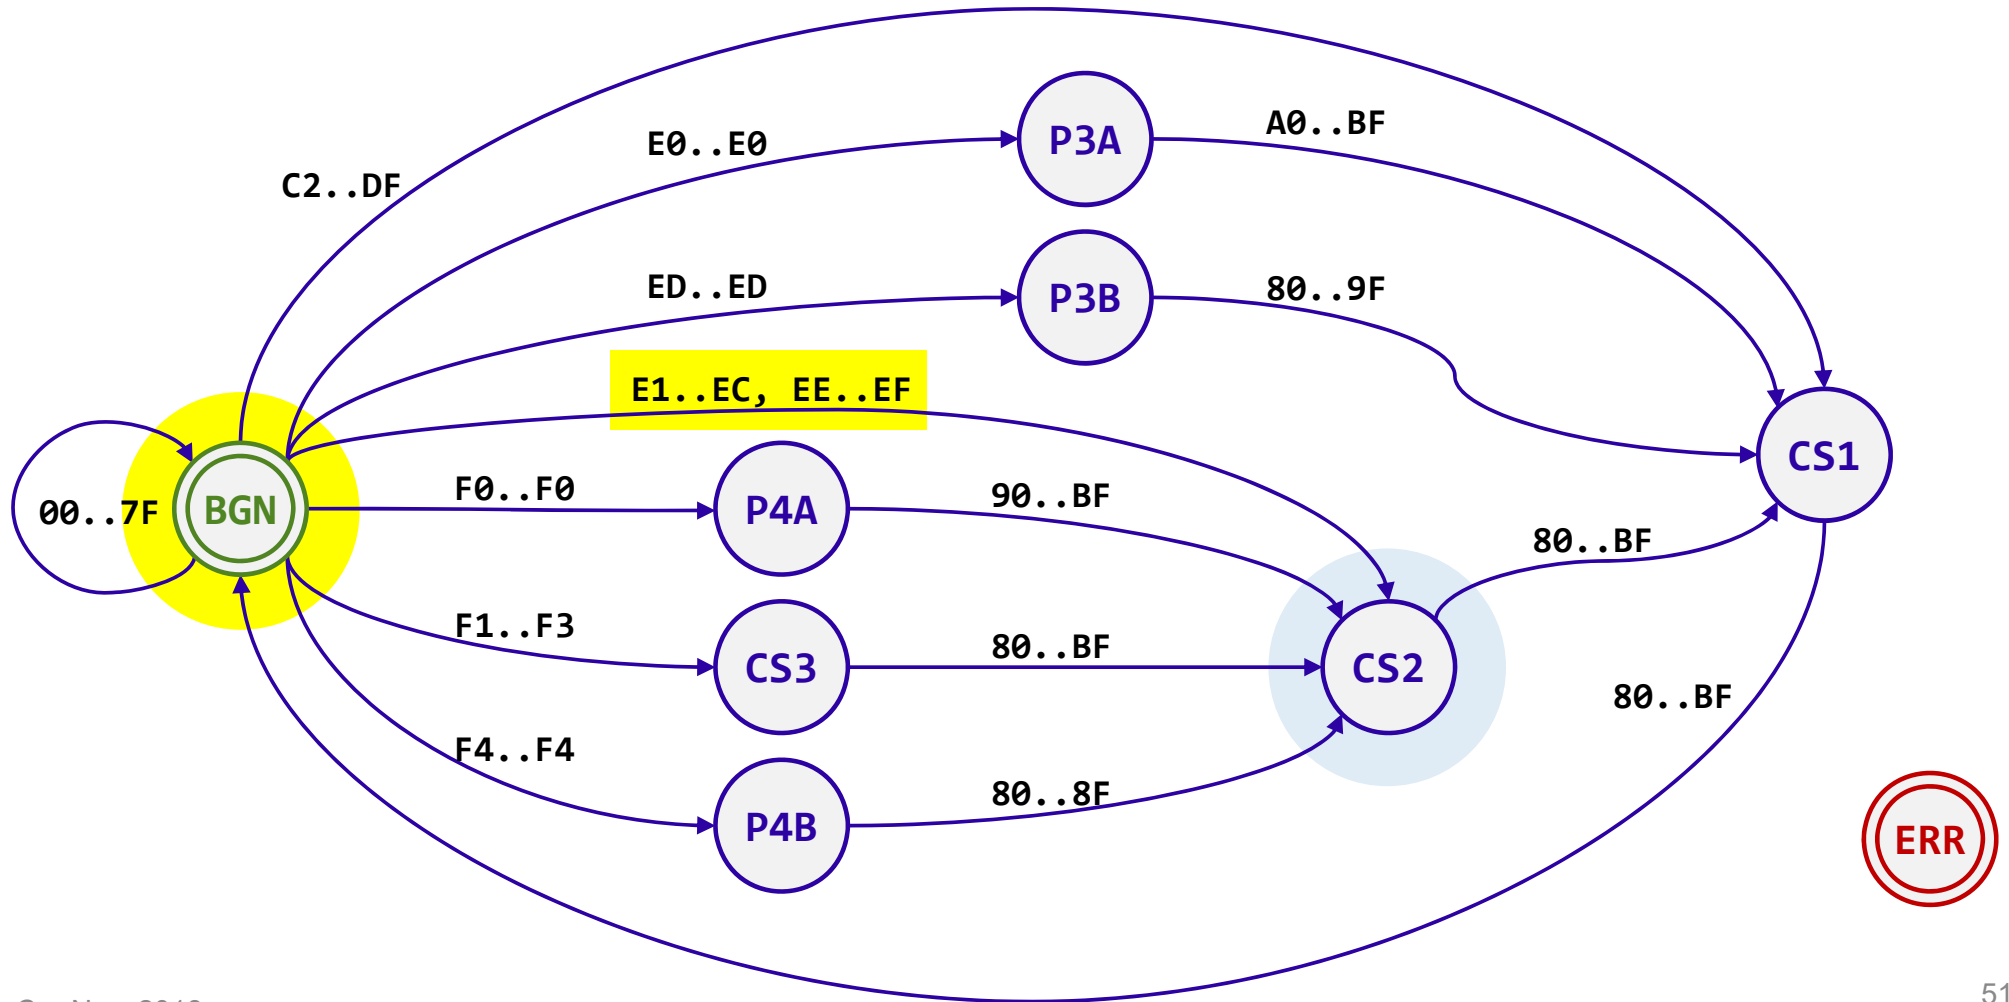 P3A
A0..BF
E0..E0
C2..DF
ED..ED
P3B
80..9F
E1..EC, EE..EF
CS1
00..7F
BGN
F0..F0
P4A
90..BF
80..BF
F1..F3
CS3
80..BF
CS2
80..BF
F4..F4
P4B
80..8F
ERR
51